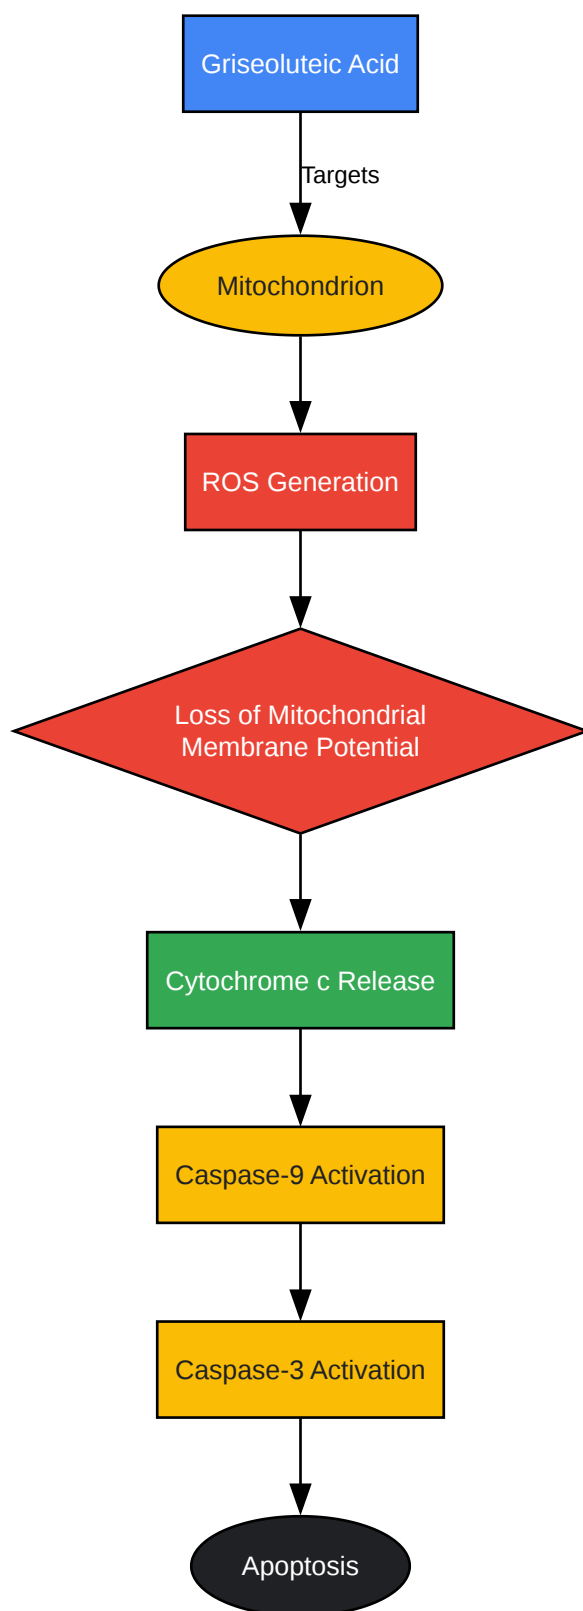 Griseoluteic Acid
Targets
Mitochondrion
ROS Generation
Loss of Mitochondrial
Membrane Potential
Cytochrome c Release
Caspase-9 Activation
Caspase-3 Activation
Apoptosis